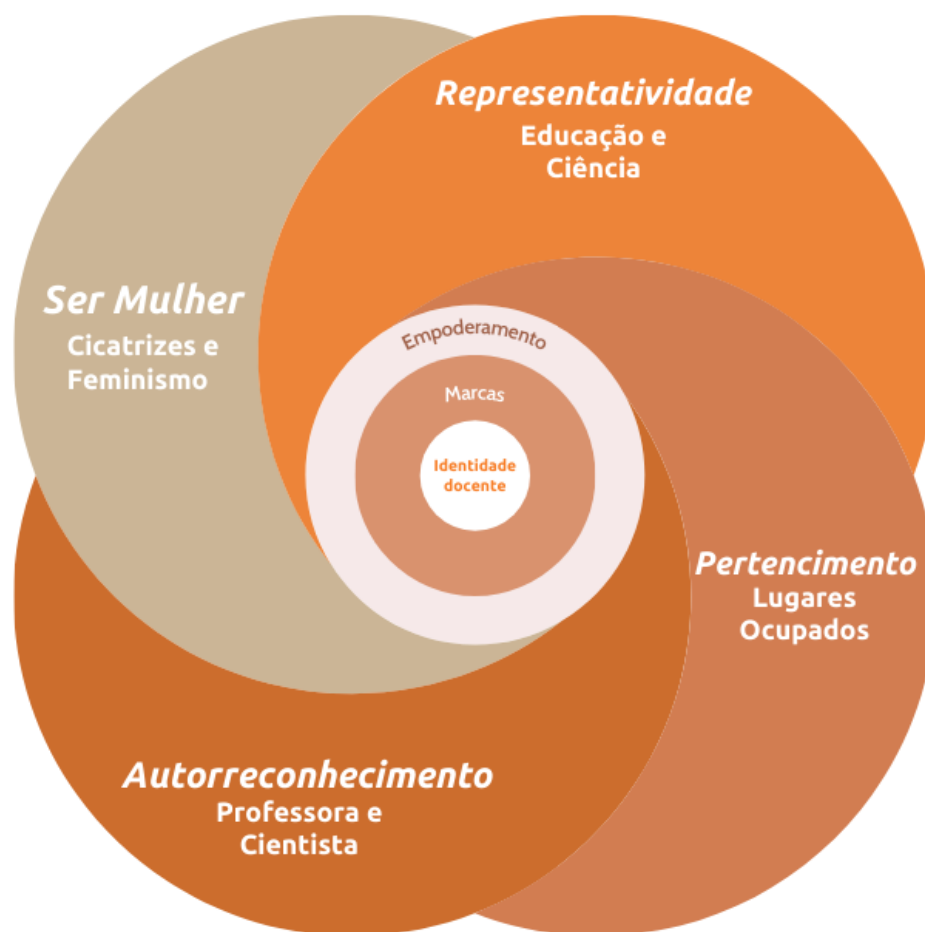 Representatividade
Educação e
Ciência
Ser Mulher
Cicatrizes e
Feminismo
Empoderamento
Marcas
Identidade
docente
Pertencimento
Lugares
Ocupados
Autorreconhecimento
Professora e
Cientista